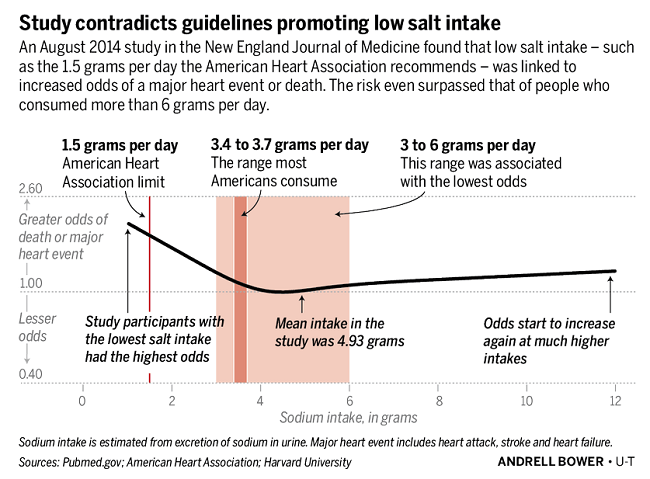 Study contradicts guidelines promoting low salt intake
An August 2014 study in the New England Journal of Medicine found that low salt intake – such
as the 1.5 grams per day the American Heart Association recommends – was linked to
increased odds of a major heart event or death. The risk even surpassed that of people who
consumed more than 6 grams per day.
1.5 grams per day
American Heart
Association limit
3.4 to 3.7 grams per day
The range most
Americans consume
3 to 6 grams per day
This range was associated
with the lowest odds
2.60
Greater odds of
death or major
heart event
1.00
Lesser
odds
0.40
Study participants with
the lowest salt intake
had the highest odds
Mean intake in the
study was 4.93 grams
Odds start to increase
again at much higher
intakes
0 2 4 6 8 10 12
Sodium intake, in grams
Sodium intake is estimated from excretion of sodium in urine. Major heart event includes heart attack, stroke and heart failure.
Sources: Pubmed.gov; American Heart Association; Harvard University
ANDRELL BOWER • U-T